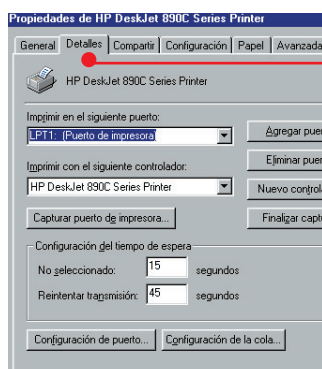 Propiedades de HP DeskJet 890C Series Printer
General Detalles Compartir Configuración Papel Avanzada
HP DeskJet 890C Series Printer
Imprimir en el siguiente puerto:
LPT1: (Puerto de impresora)
Agregar puer
Imprimir con el siguiente controlador:
Eliminar puer
HP DeskJet 890C Series Printer
Nuevo control
Capturar puerto de impresora...
Finalizar captu
Configuración del tiempo de espera
No seleccionado: 15 segundos
Reintentar transmisión: 45 segundos
Configuración de puerto... Configuración de la cola...